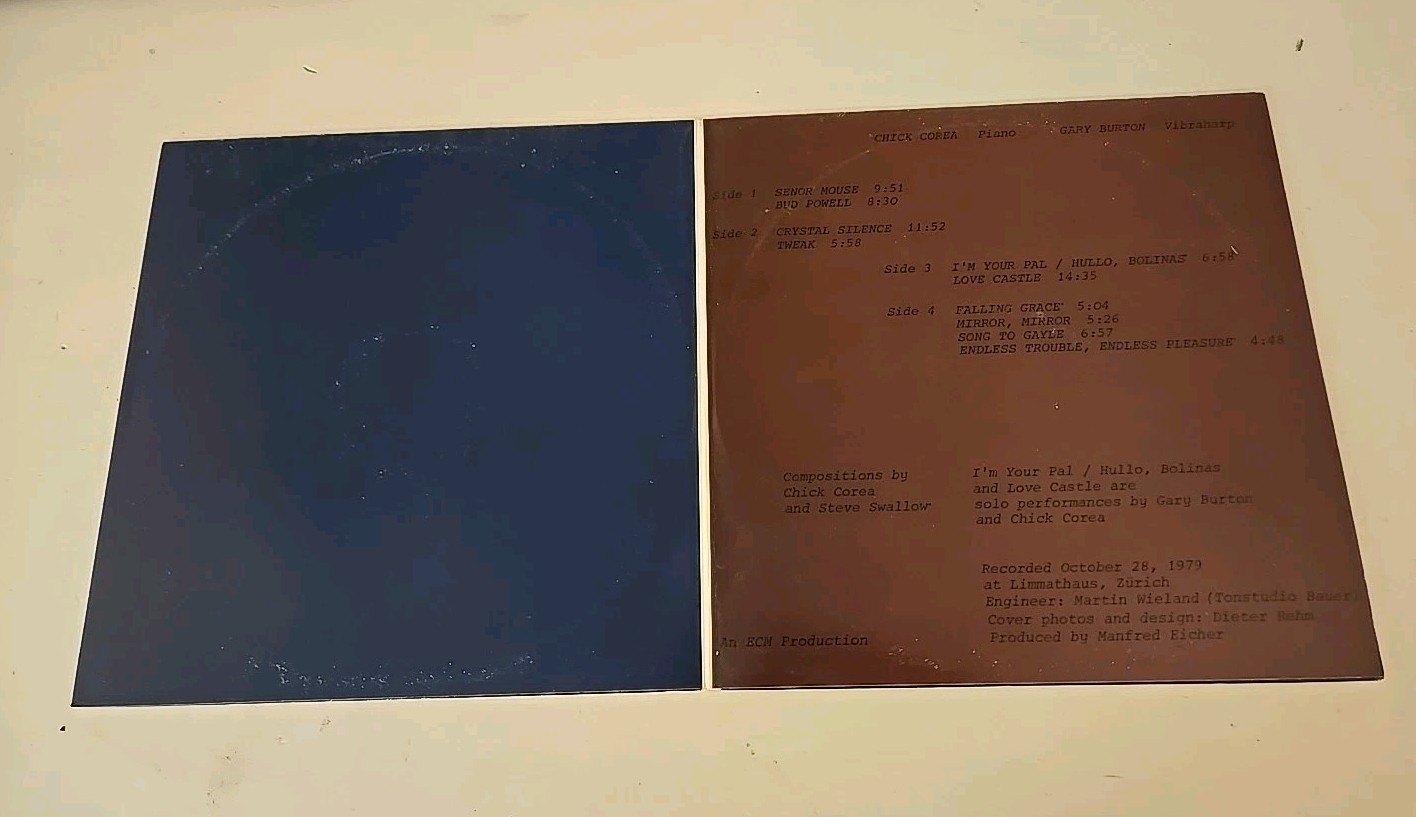 CHICK COREA Piano GARY BURTON Vibraharp
Side 1 SENOR MOUSE 9:51
BUD POWELL 8:30
Side 2 CRYSTAL SILENCE 11:52
TWEAK 5:58
Side 3 I'M YOUR PAL / HULLO, BOLINAS 6:58
LOVE CASTLE 14:35
Side 4 FALLING GRACE 5:04
MIRROR, MIRROR 5:26
SONG TO GAYLE 6:57
ENDLESS TROUBLE, ENDLESS PLEASURE 4:48
Compositions by
Chick Corea
and Steve Swallow
I'm Your Pal / Hullo, Bolinas
and Love Castle are
solo performances by Gary Burton
and Chick Corea
Recorded October 28, 1979
at Limmathaus, Zürich
Engineer: Martin Wieland (Tonstudio Bauer)
Cover photos and design: Dieter Rehm
Produced by Manfred Eicher
An ECM Production